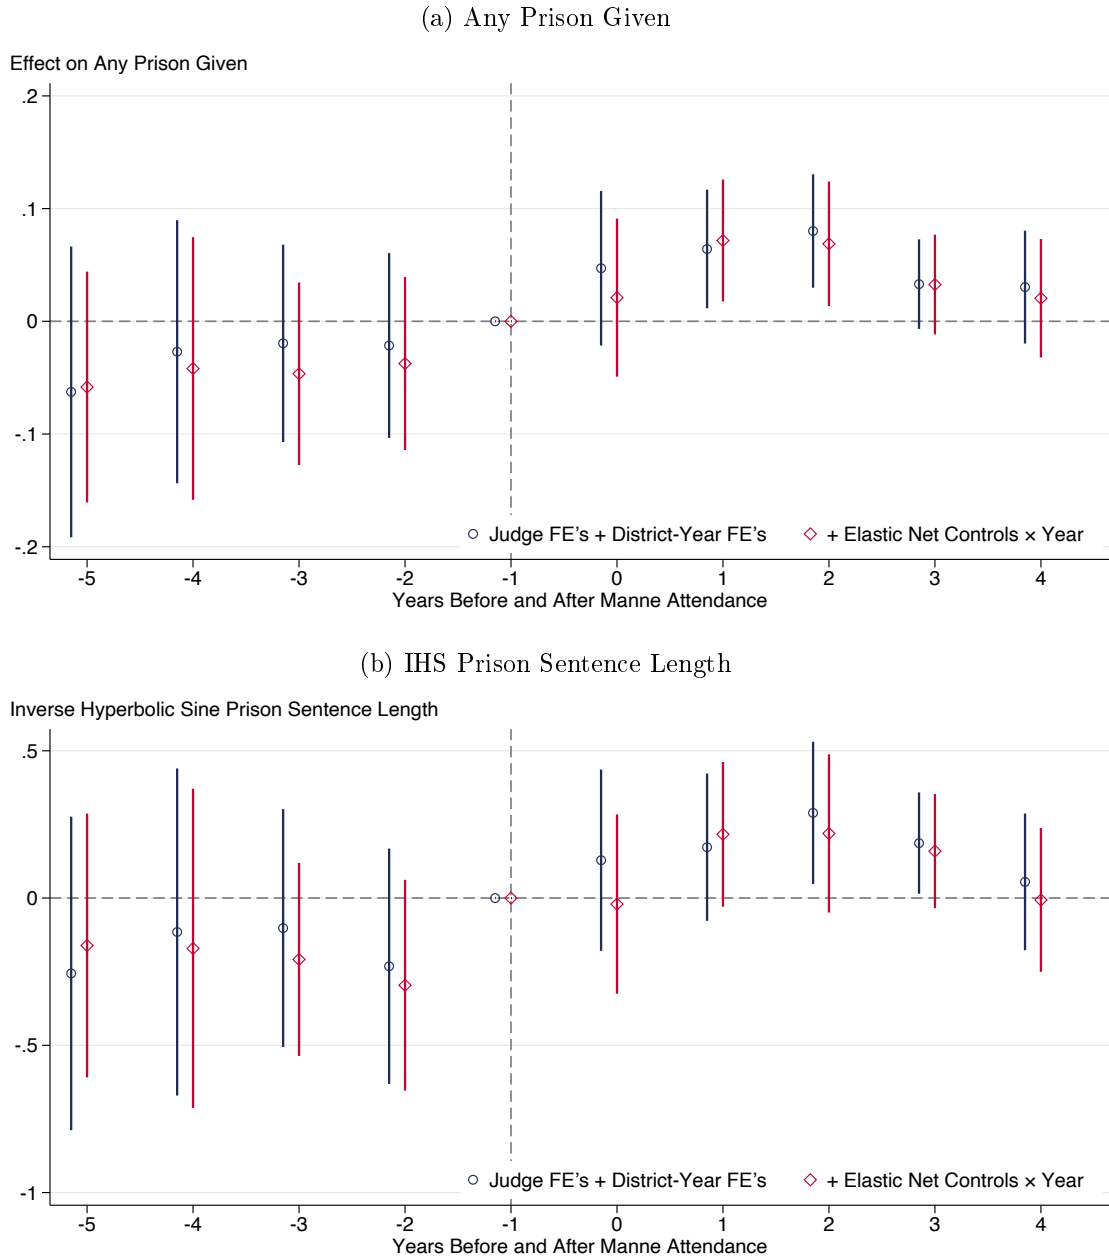 (a) Any Prison Given
Effect on Any Prison Given
.2
.1
0
-.1
-.2
Judge FE's + District-Year FE's + Elastic Net Controls × Year
-5 -4 -3 -2 -1 0 1 2 3 4
Years Before and After Manne Attendance
(b) IHS Prison Sentence Length
Inverse Hyperbolic Sine Prison Sentence Length
.5
0
-.5
-1
Judge FE's + District-Year FE's + Elastic Net Controls × Year
-5 -4 -3 -2 -1 0 1 2 3 4
Years Before and After Manne Attendance